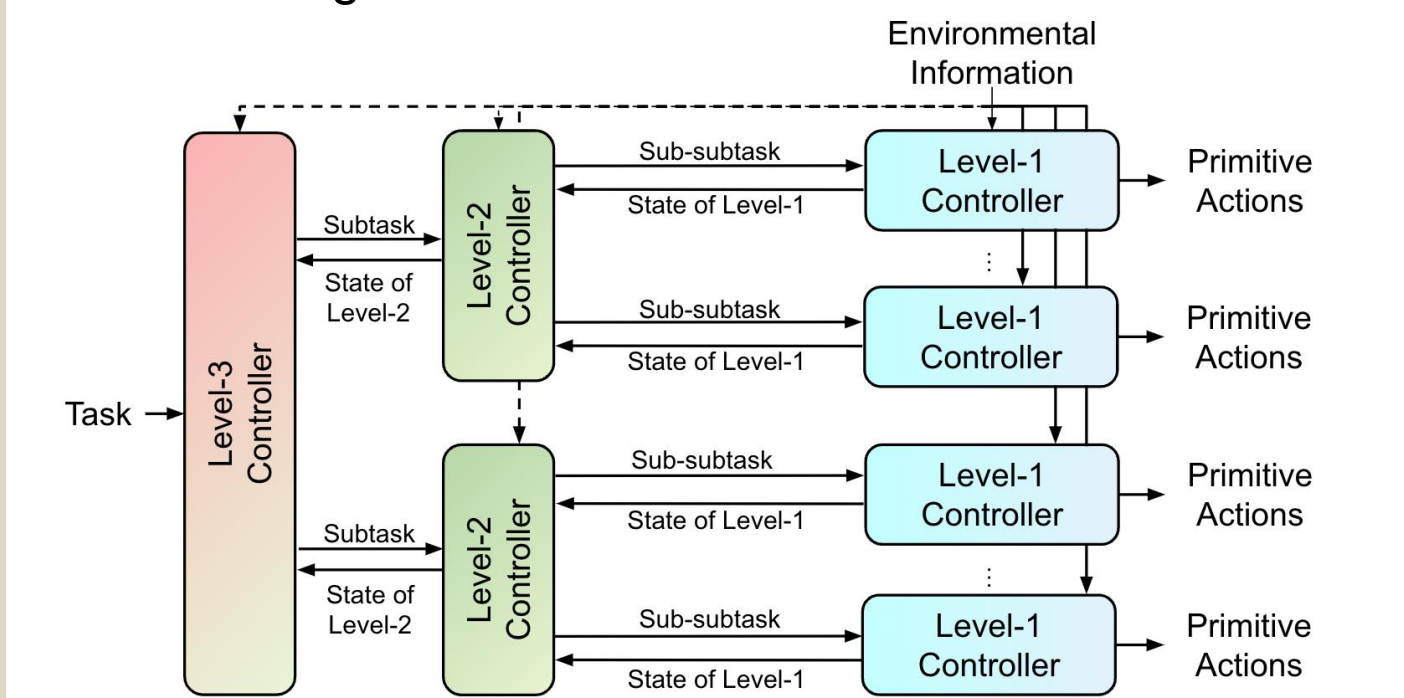 Environmental
Information
Sub-subtask
Level-1
Controller
Primitive
Actions
State of Level-1
Subtask
Level-2
Controller
State of
Level-2
Sub-subtask
Level-1
Controller
Primitive
Actions
State of Level-1
Level-3
Controller
Task
Sub-subtask
Level-1
Controller
Primitive
Actions
State of Level-1
Subtask
Level-2
Controller
State of
Level-2
Sub-subtask
Level-1
Controller
Primitive
Actions
State of Level-1